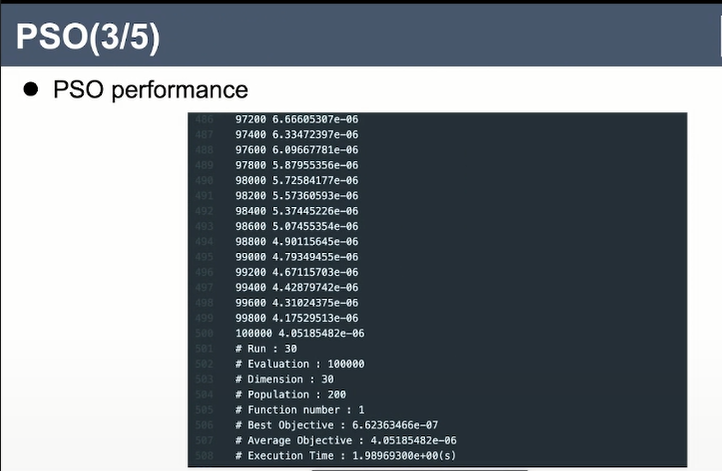 PSO(3/5)
● PSO performance
486 97200 6.66605307e-06
487 97400 6.33472397e-06
488 97600 6.09667781e-06
489 97800 5.87955356e-06
490 98000 5.72584177e-06
491 98200 5.57360593e-06
492 98400 5.37445226e-06
493 98600 5.07455354e-06
494 98800 4.90115645e-06
495 99000 4.79349455e-06
496 99200 4.67115703e-06
497 99400 4.42879742e-06
498 99600 4.31024375e-06
499 99800 4.17529513e-06
500 100000 4.05185482e-06
501 # Run : 30
502 # Evaluation : 100000
503 # Dimension : 30
504 # Population : 200
505 # Function number : 1
506 # Best Objective : 6.62363466e-07
507 # Average Objective : 4.05185482e-06
508 # Execution Time : 1.98969300e+00(s)